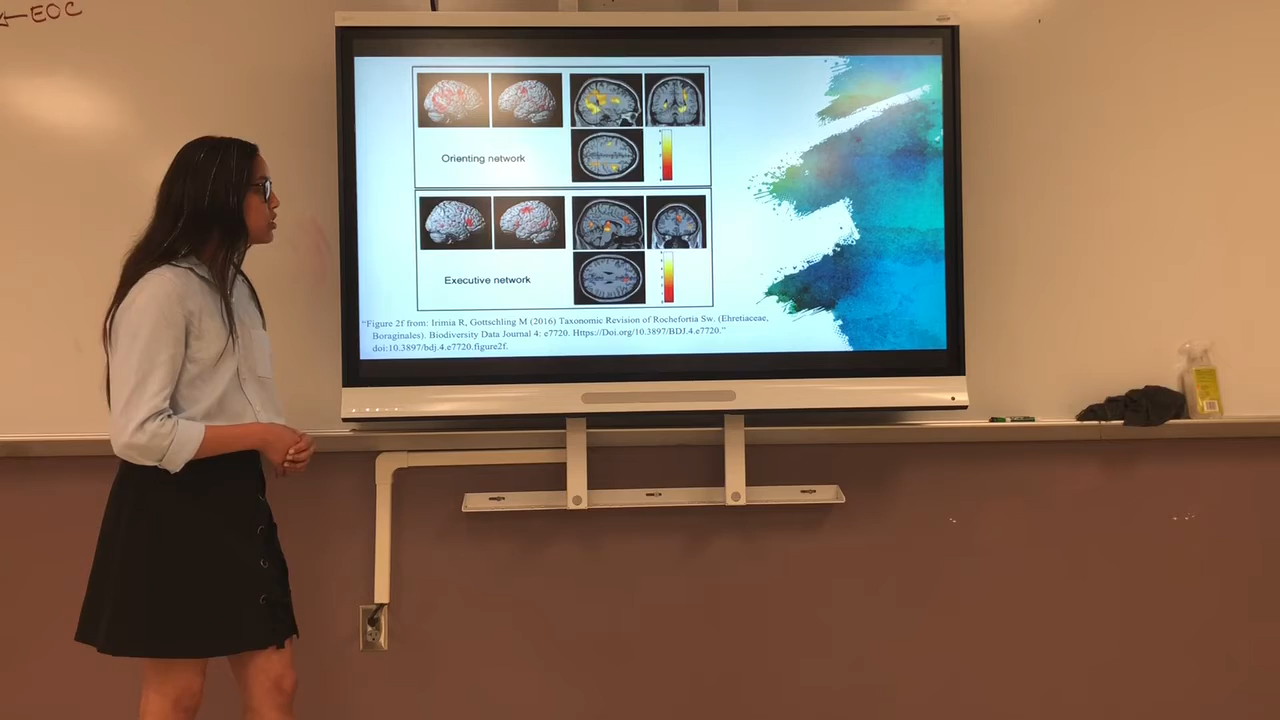 ←EOC
Orienting network
Executive network
"Figure 2f from: Irimia R, Gottschling M (2016) Taxonomic Revision of Rochefortia Sw. (Ehretiaceae,
Boraginales). Biodiversity Data Journal 4: e7720. Https://Doi.org/10.3897/BDJ.4.e7720."
doi:10.3897/bdj.4.e7720.figure2f.